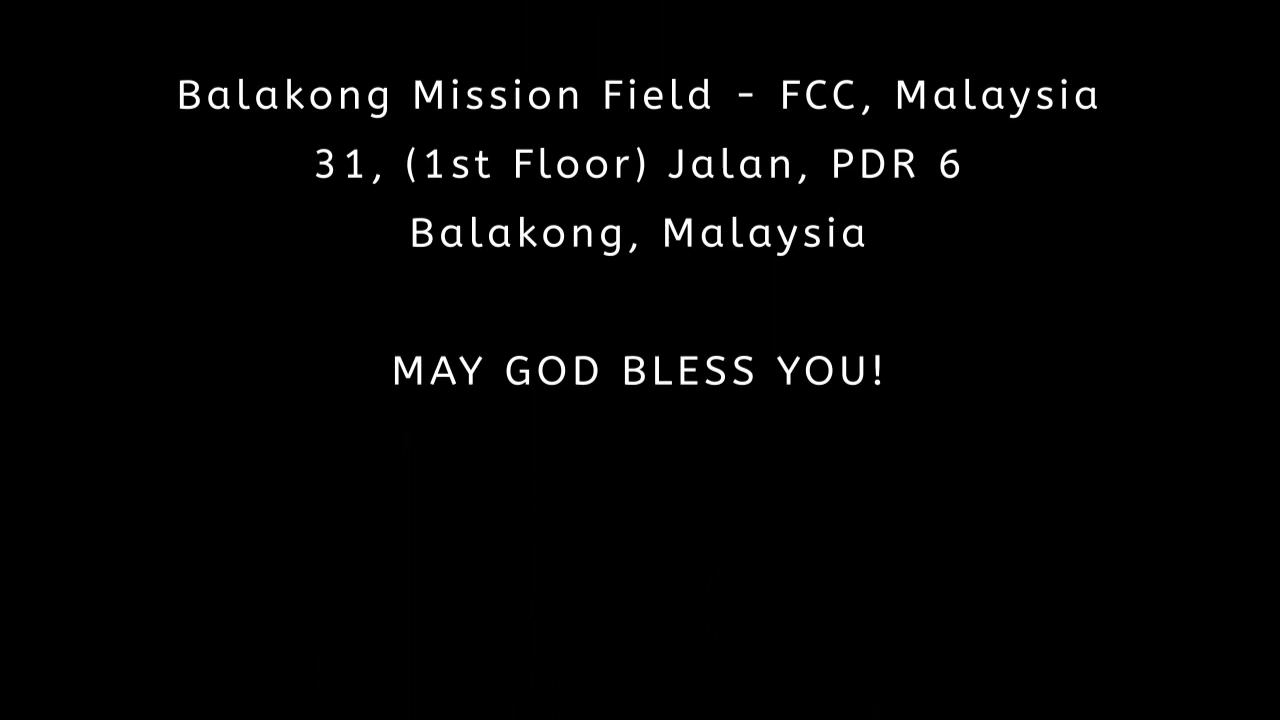 Balakong Mission Field - FCC, Malaysia
31, (1st Floor) Jalan, PDR 6
Balakong, Malaysia
MAY GOD BLESS YOU!